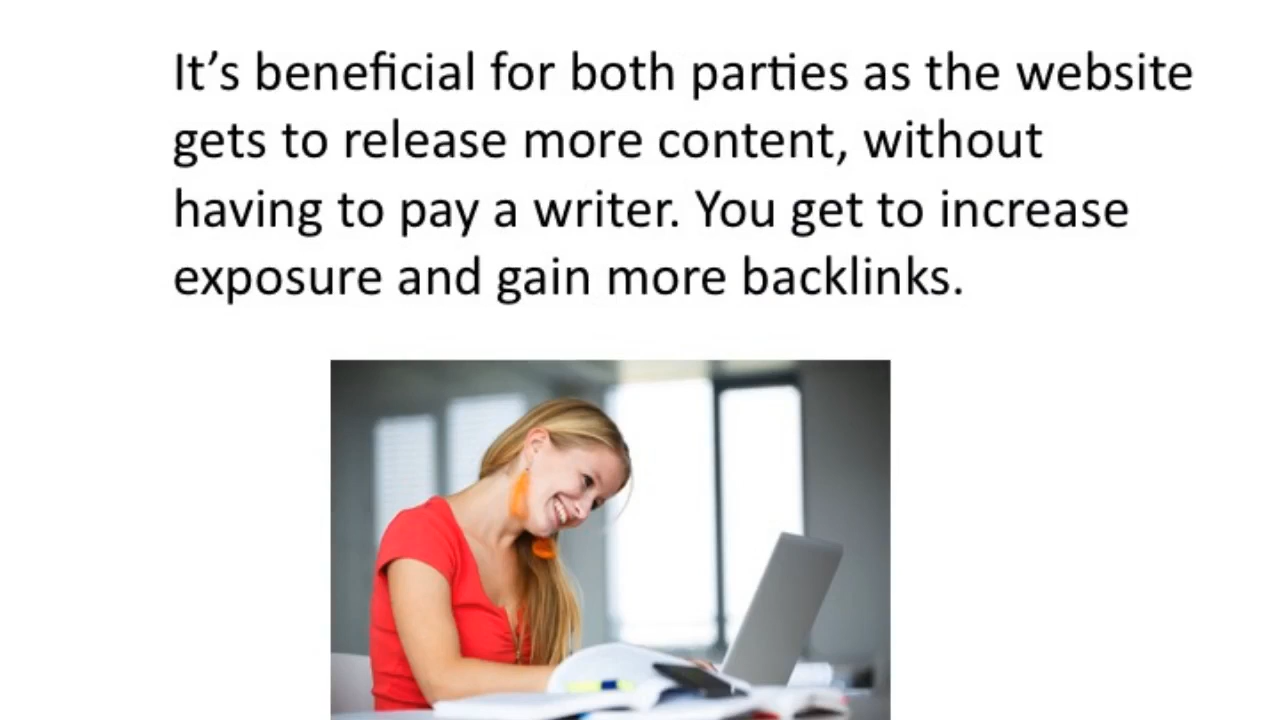 It’s beneficial for both parties as the website
gets to release more content, without
having to pay a writer. You get to increase
exposure and gain more backlinks.